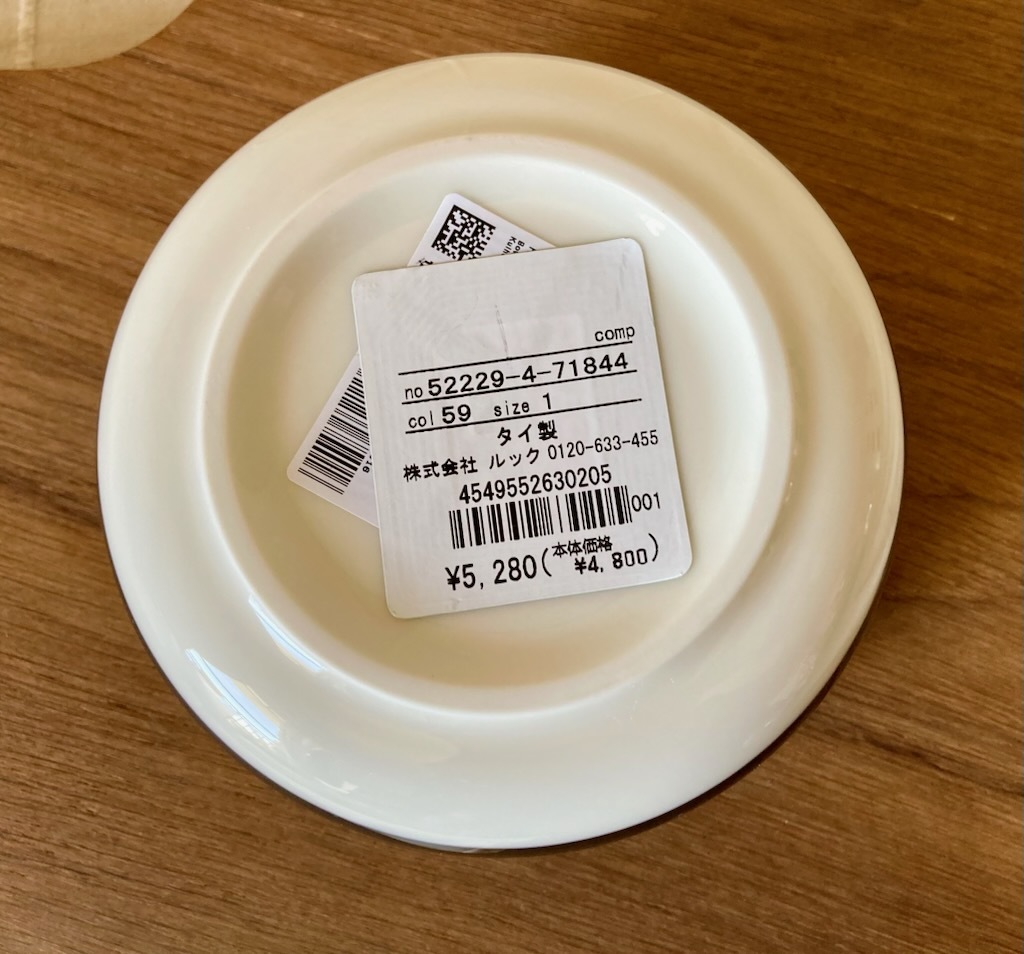 comp
no 52229-4-71844
col 59 size 1
タイ製
株式会社 ルック 0120-633-455
4549552630205
001
¥5,280(本体価格 ¥4,800)